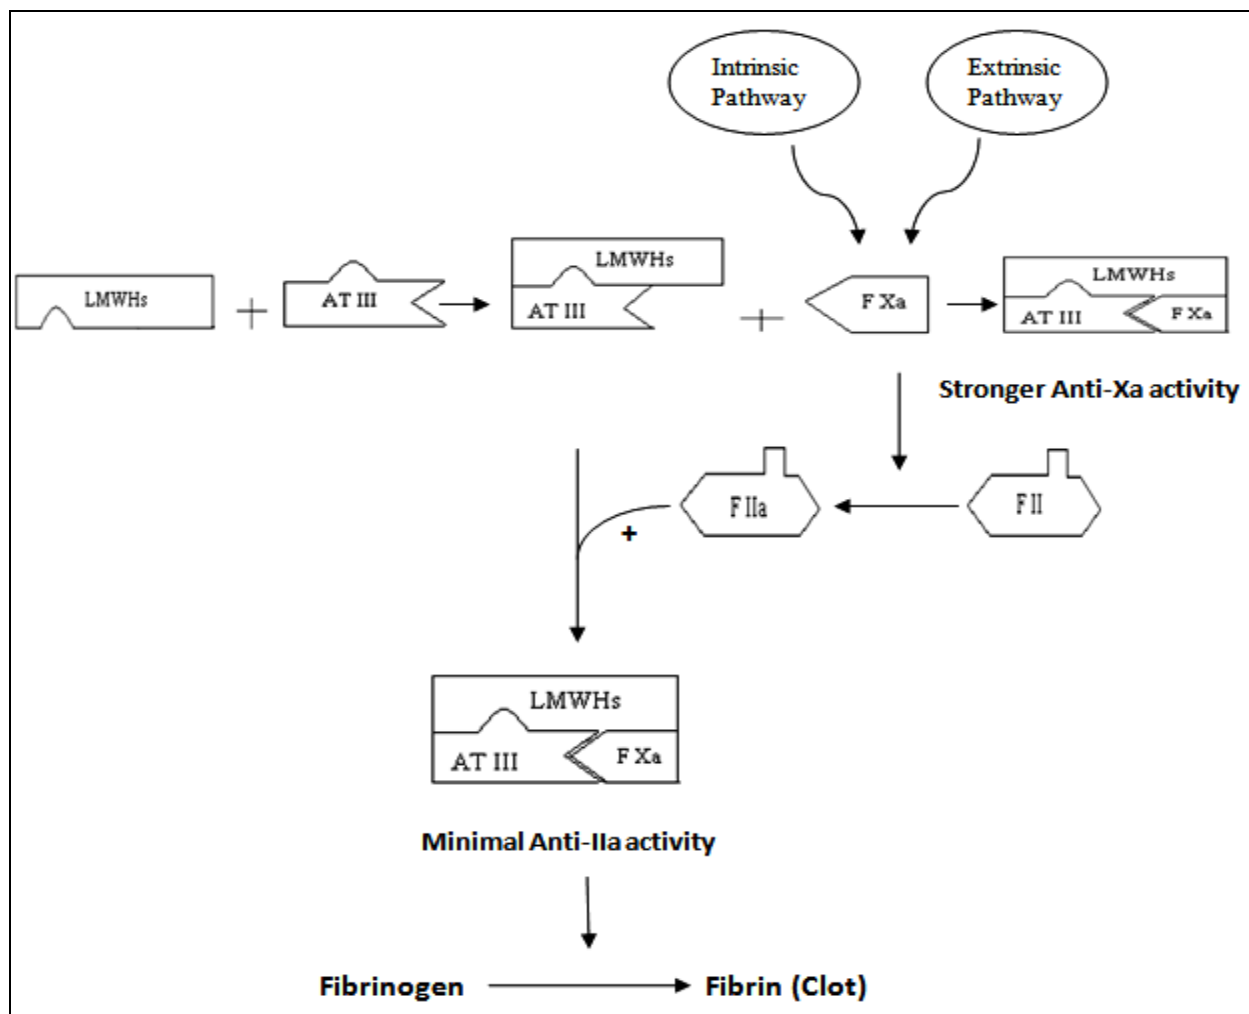 Intrinsic
Pathway
Extrinsic
Pathway
LMWHs
+
AT III
LMWHs
AT III
+
F Xa
LMWHs
AT III
F Xa
Stronger Anti-Xa activity
F IIa
F II
+
LMWHs
AT III
F Xa
Minimal Anti-IIa activity
Fibrinogen
Fibrin (Clot)